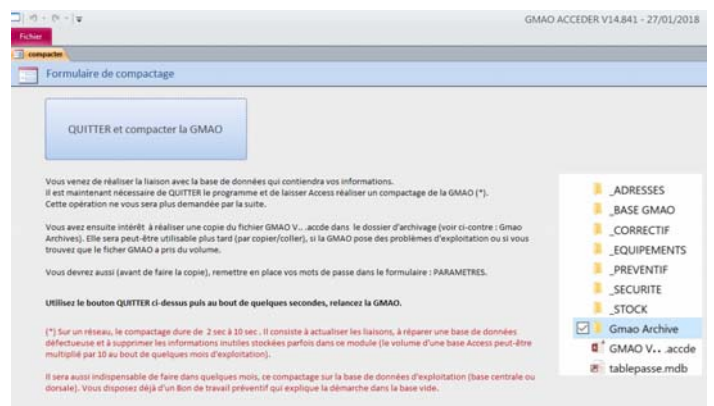 GMAO ACCEDER V14.841 - 27/01/2018
Fichier
compacter
Formulaire de compactage
QUITTER et compacter la GMAO
Vous venez de réaliser la liaison avec la base de données qui contiendra vos informations.
Il est maintenant nécessaire de QUITTER le programme et de laisser Access réaliser un compactage de la GMAO (*).
Cette opération ne vous sera plus demandée par la suite.
Vous avez ensuite intérêt à réaliser une copie du fichier GMAO V.. .accde dans le dossier d'archivage (voir ci-contre : Gmao
Archives). Elle sera peut-être utilisable plus tard (par copier/coller), si la GMAO pose des problèmes d'exploitation ou si vous
trouvez que le ficher GMAO a pris du volume.
Vous devrez aussi (avant de faire la copie), remettre en place vos mots de passe dans le formulaire : PARAMETRES.
Utilisez le bouton QUITTER ci-dessus puis au bout de quelques secondes, relancez la GMAO.
(*) Sur un réseau, le compactage dure de 2 sec à 10 sec . Il consiste à actualiser les liaisons, à réparer une base de données
défectueuse et à supprimer les informations inutiles stockées parfois dans ce module (le volume d'une base Access peut-être
multiplié par 10 au bout de quelques mois d'exploitation).
Il sera aussi indispensable de faire dans quelques mois, ce compactage sur la base de données d'exploitation (base centrale ou
dorsale). Vous disposez déjà d'un Bon de travail préventif qui explique la démarche dans la base vide.
_ADRESSES
_BASE GMAO
_CORRECTIF
_EQUIPEMENTS
_PREVENTIF
_SECURITE
_STOCK
Gmao Archive
GMAO V.. .accde
tablepasse.mdb